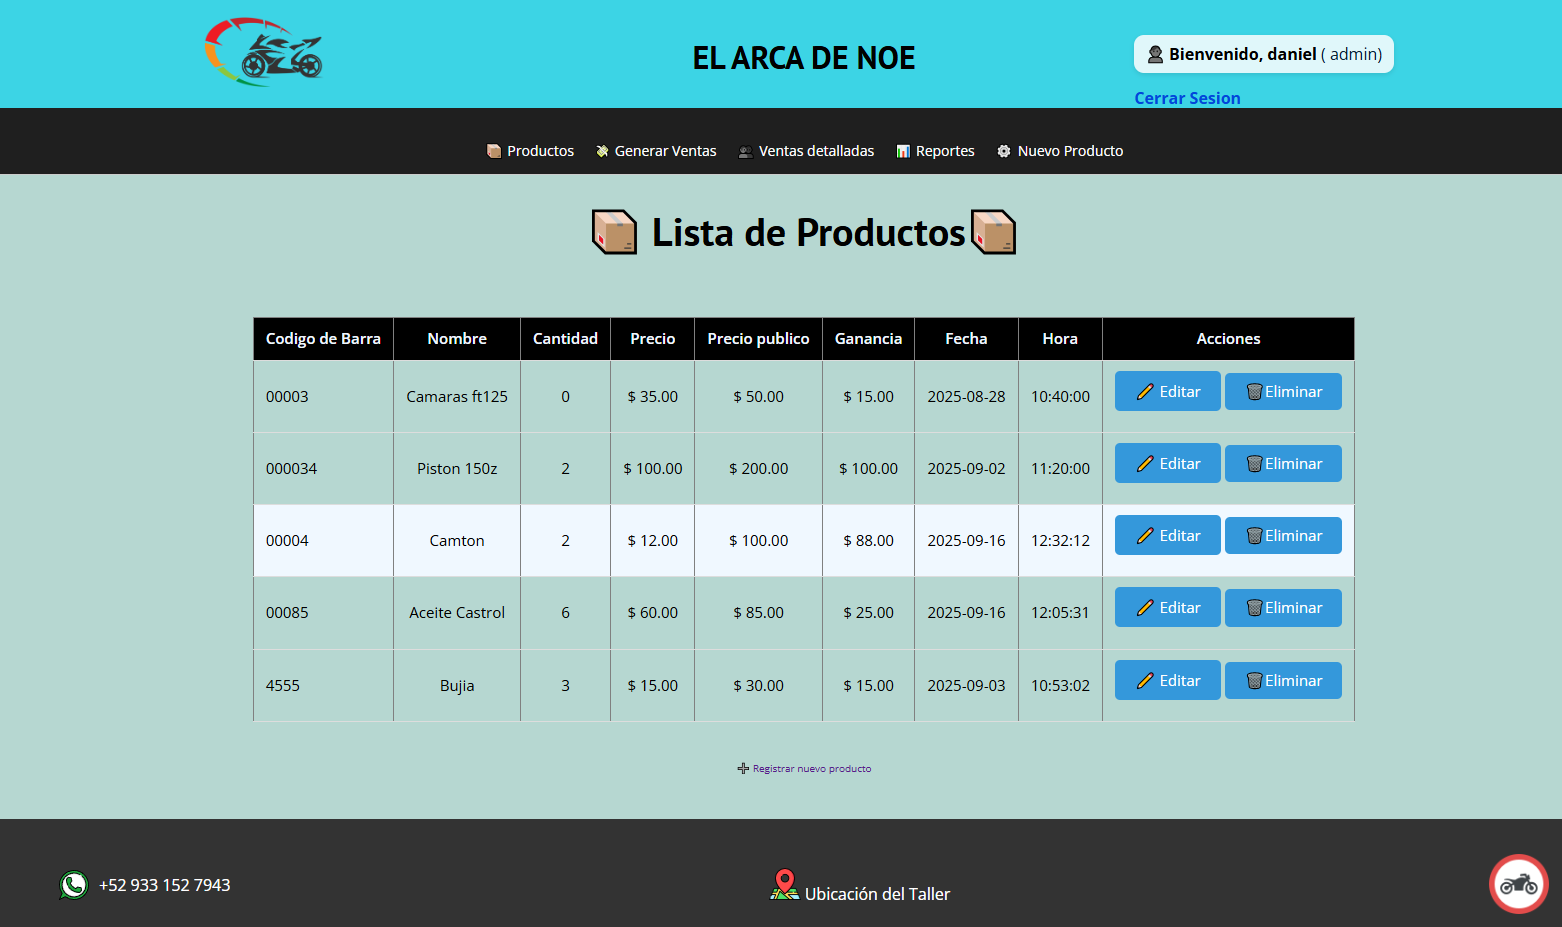 EL ARCA DE NOE
Bienvenido, daniel ( admin)
Cerrar Sesion
Productos Generar Ventas Ventas detalladas Reportes Nuevo Producto
Lista de Productos
Codigo de Barra Nombre Cantidad Precio Precio publico Ganancia Fecha Hora Acciones
00003 Camaras ft125 0 $ 35.00 $ 50.00 $ 15.00 2025-08-28 10:40:00 Editar Eliminar
000034 Piston 150z 2 $ 100.00 $ 200.00 $ 100.00 2025-09-02 11:20:00 Editar Eliminar
00004 Camton 2 $ 12.00 $ 100.00 $ 88.00 2025-09-16 12:32:12 Editar Eliminar
00085 Aceite Castrol 6 $ 60.00 $ 85.00 $ 25.00 2025-09-16 12:05:31 Editar Eliminar
4555 Bujia 3 $ 15.00 $ 30.00 $ 15.00 2025-09-03 10:53:02 Editar Eliminar
Registrar nuevo producto
+52 933 152 7943
Ubicación del Taller